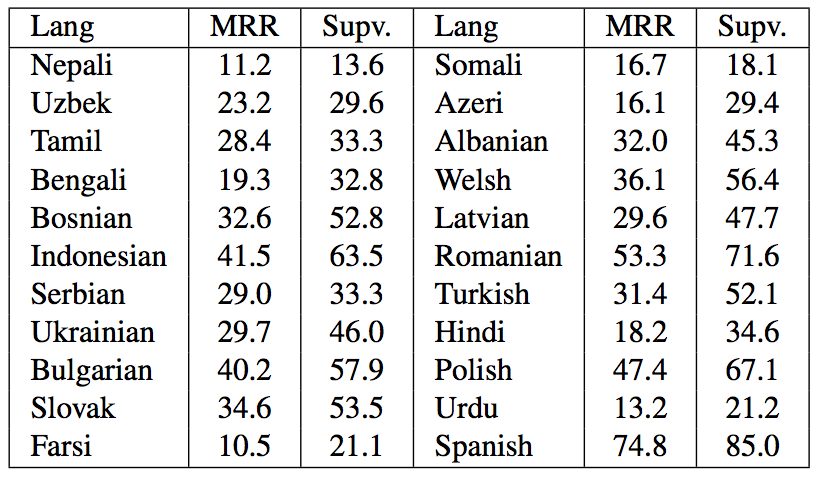 Lang MRR Supv. Lang MRR Supv.
Nepali 11.2 13.6 Somali 16.7 18.1
Uzbek 23.2 29.6 Azeri 16.1 29.4
Tamil 28.4 33.3 Albanian 32.0 45.3
Bengali 19.3 32.8 Welsh 36.1 56.4
Bosnian 32.6 52.8 Latvian 29.6 47.7
Indonesian 41.5 63.5 Romanian 53.3 71.6
Serbian 29.0 33.3 Turkish 31.4 52.1
Ukrainian 29.7 46.0 Hindi 18.2 34.6
Bulgarian 40.2 57.9 Polish 47.4 67.1
Slovak 34.6 53.5 Urdu 13.2 21.2
Farsi 10.5 21.1 Spanish 74.8 85.0